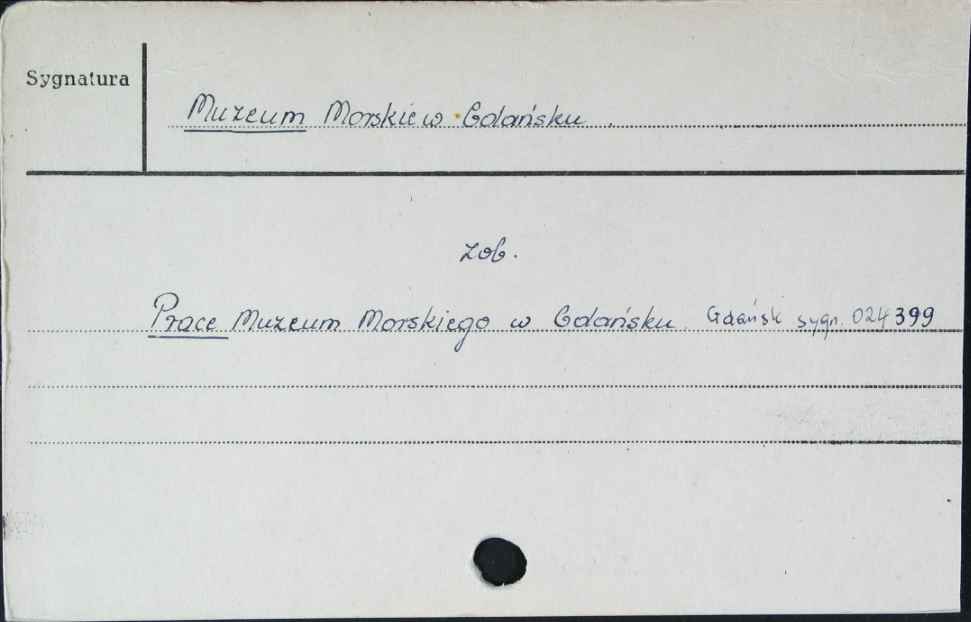 Sygnatura
Muzeum Morskie w Gdańsku.
zob.
Prace Muzeum Morskiego w Gdańsku. Gdańsk sygn. 024399